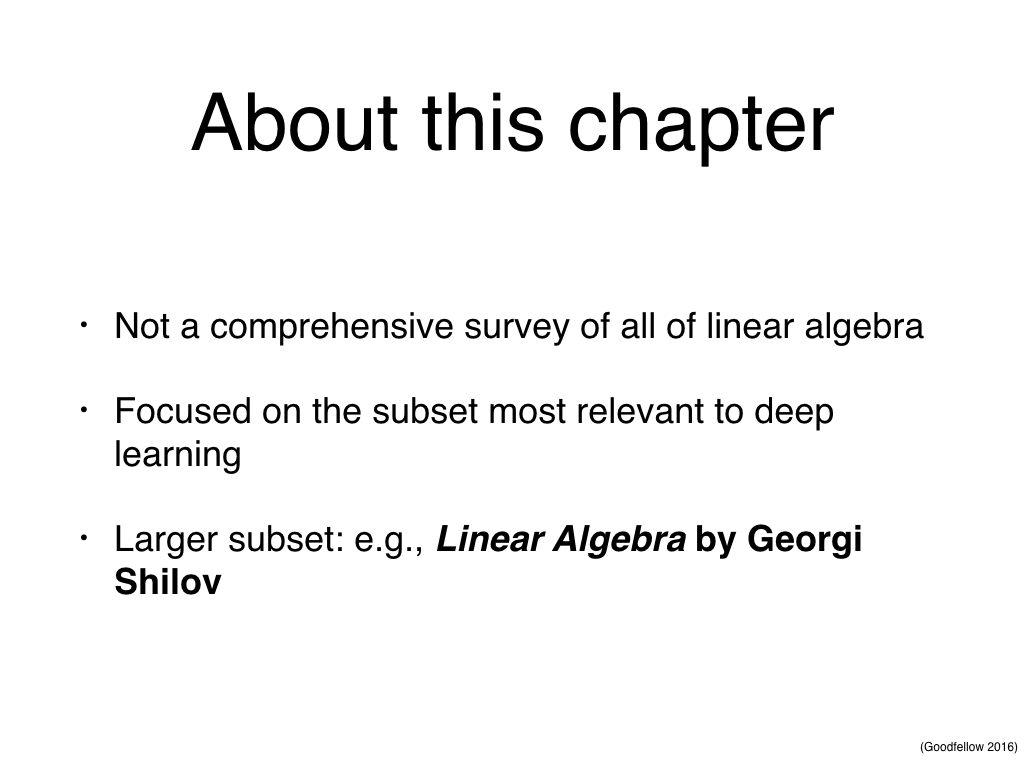 About this chapter
• Not a comprehensive survey of all of linear algebra
• Focused on the subset most relevant to deep
learning
• Larger subset: e.g., Linear Algebra by Georgi
Shilov
(Goodfellow 2016)